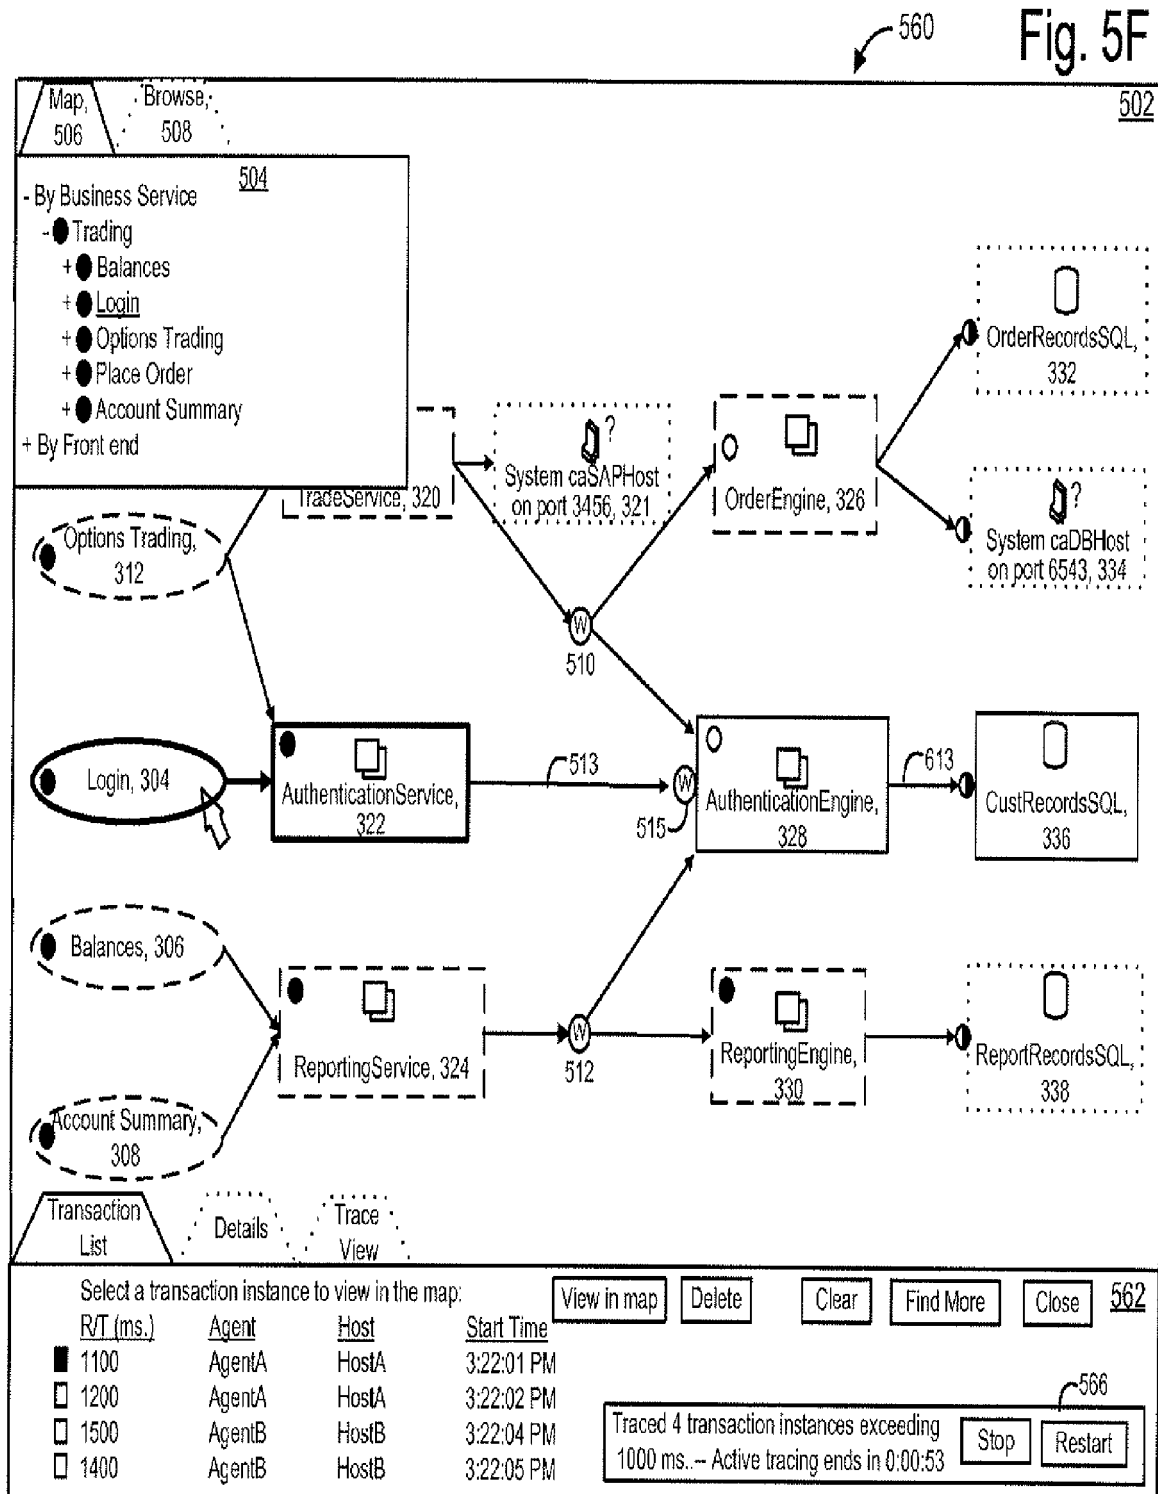 560
Fig. 5F
502
Map,
506
Browse,
508
504
- By Business Service
- Trading
+ Balances
+ Login
+ Options Trading
+ Place Order
+ Account Summary
+ By Front end
OrderRecordsSQL,
332
TradeService, 320
?
System caSAPHost
on port 3456, 321
OrderEngine, 326
?
System caDBHost
on port 6543, 334
Options Trading,
312
W
510
Login, 304
AuthenticationService,
322
513
W
515
AuthenticationEngine,
328
613
CustRecordsSQL,
336
Balances, 306
ReportingService, 324
W
512
ReportingEngine,
330
ReportRecordsSQL,
338
Account Summary,
308
Transaction
List
Details
Trace
View
Select a transaction instance to view in the map:
View in map
Delete
Clear
Find More
Close
562
R/T (ms.) Agent Host Start Time
1100 AgentA HostA 3:22:01 PM
1200 AgentA HostA 3:22:02 PM
1500 AgentB HostB 3:22:04 PM
1400 AgentB HostB 3:22:05 PM
566
Traced 4 transaction instances exceeding
1000 ms..-- Active tracing ends in 0:00:53
Stop
Restart